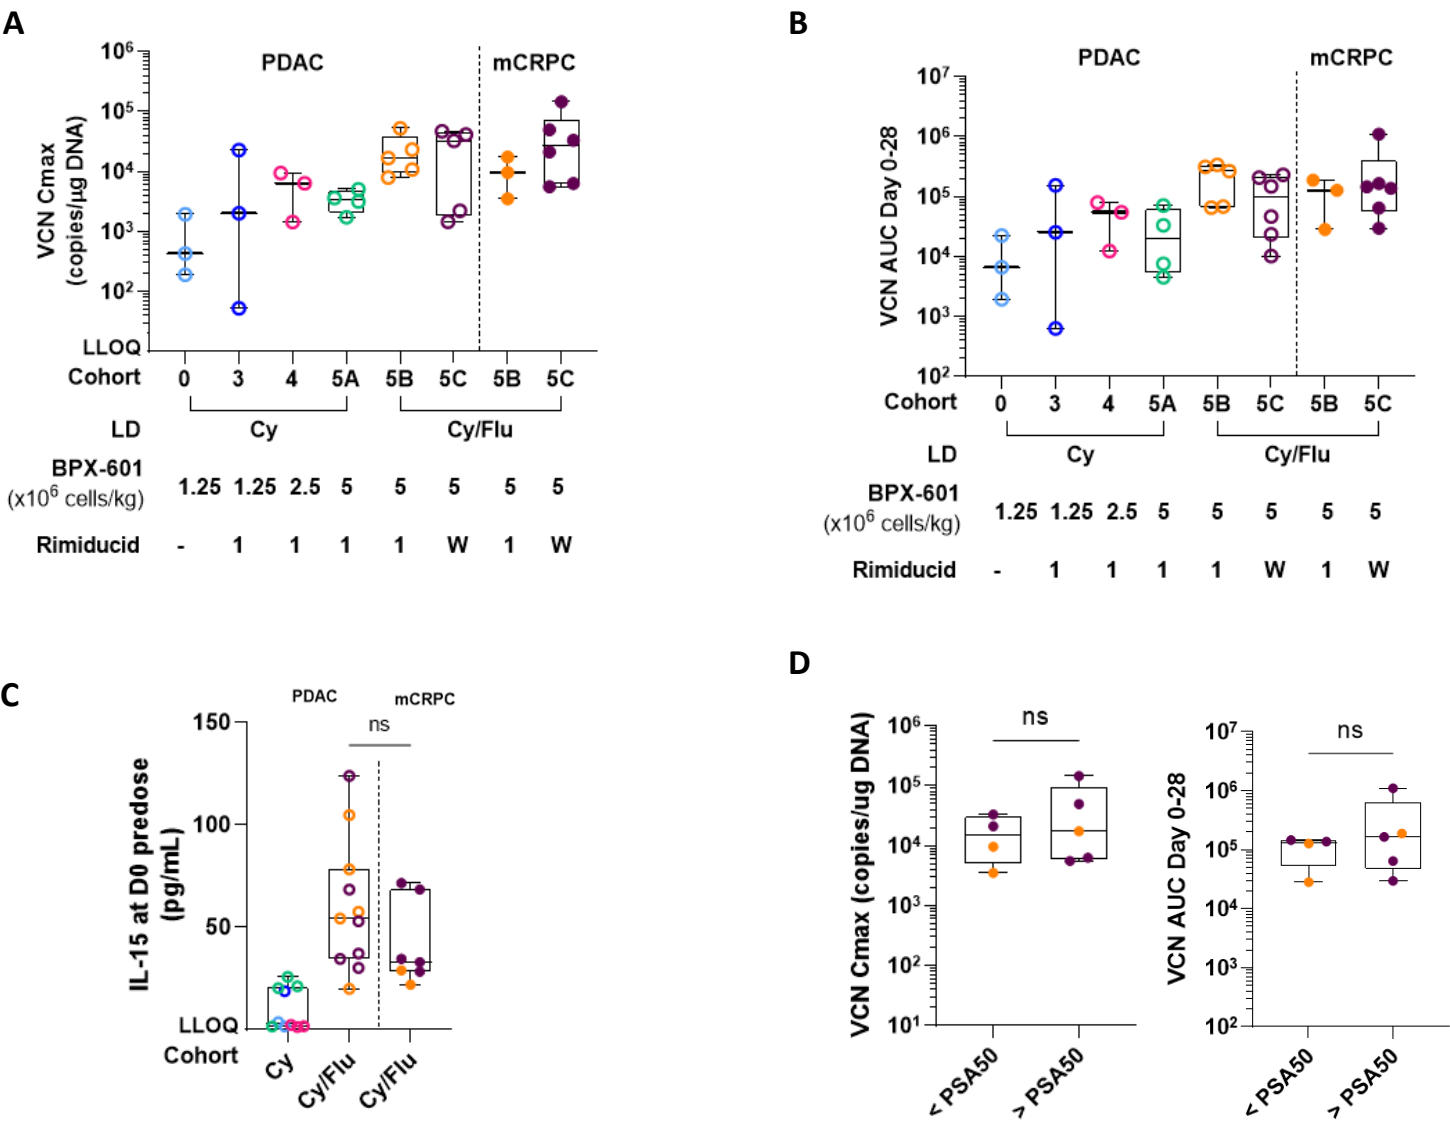 A
PDAC mCRPC
10^6
10^5
10^4
10^3
10^2
LLOQ
VCN Cmax
(copies/μg DNA)
Cohort 0 3 4 5A 5B 5C 5B 5C
LD Cy Cy/Flu
BPX-601
(x10^6 cells/kg) 1.25 1.25 2.5 5 5 5 5 5
Rimiducid - 1 1 1 1 W 1 W
B
PDAC mCRPC
10^7
10^6
10^5
10^4
10^3
10^2
VCN AUC Day 0-28
Cohort 0 3 4 5A 5B 5C 5B 5C
LD Cy Cy/Flu
BPX-601
(x10^6 cells/kg) 1.25 1.25 2.5 5 5 5 5 5
Rimiducid - 1 1 1 1 W 1 W
C
PDAC mCRPC
ns
150
100
50
LLOQ
IL-15 at D0 predose
(pg/mL)
Cohort Cy Cy/Flu Cy/Flu
D
ns
10^6
10^5
10^4
10^3
10^2
10^1
VCN Cmax (copies/ug DNA)
< PSA50 > PSA50
ns
10^7
10^6
10^5
10^4
10^3
10^2
VCN AUC Day 0-28
< PSA50 > PSA50